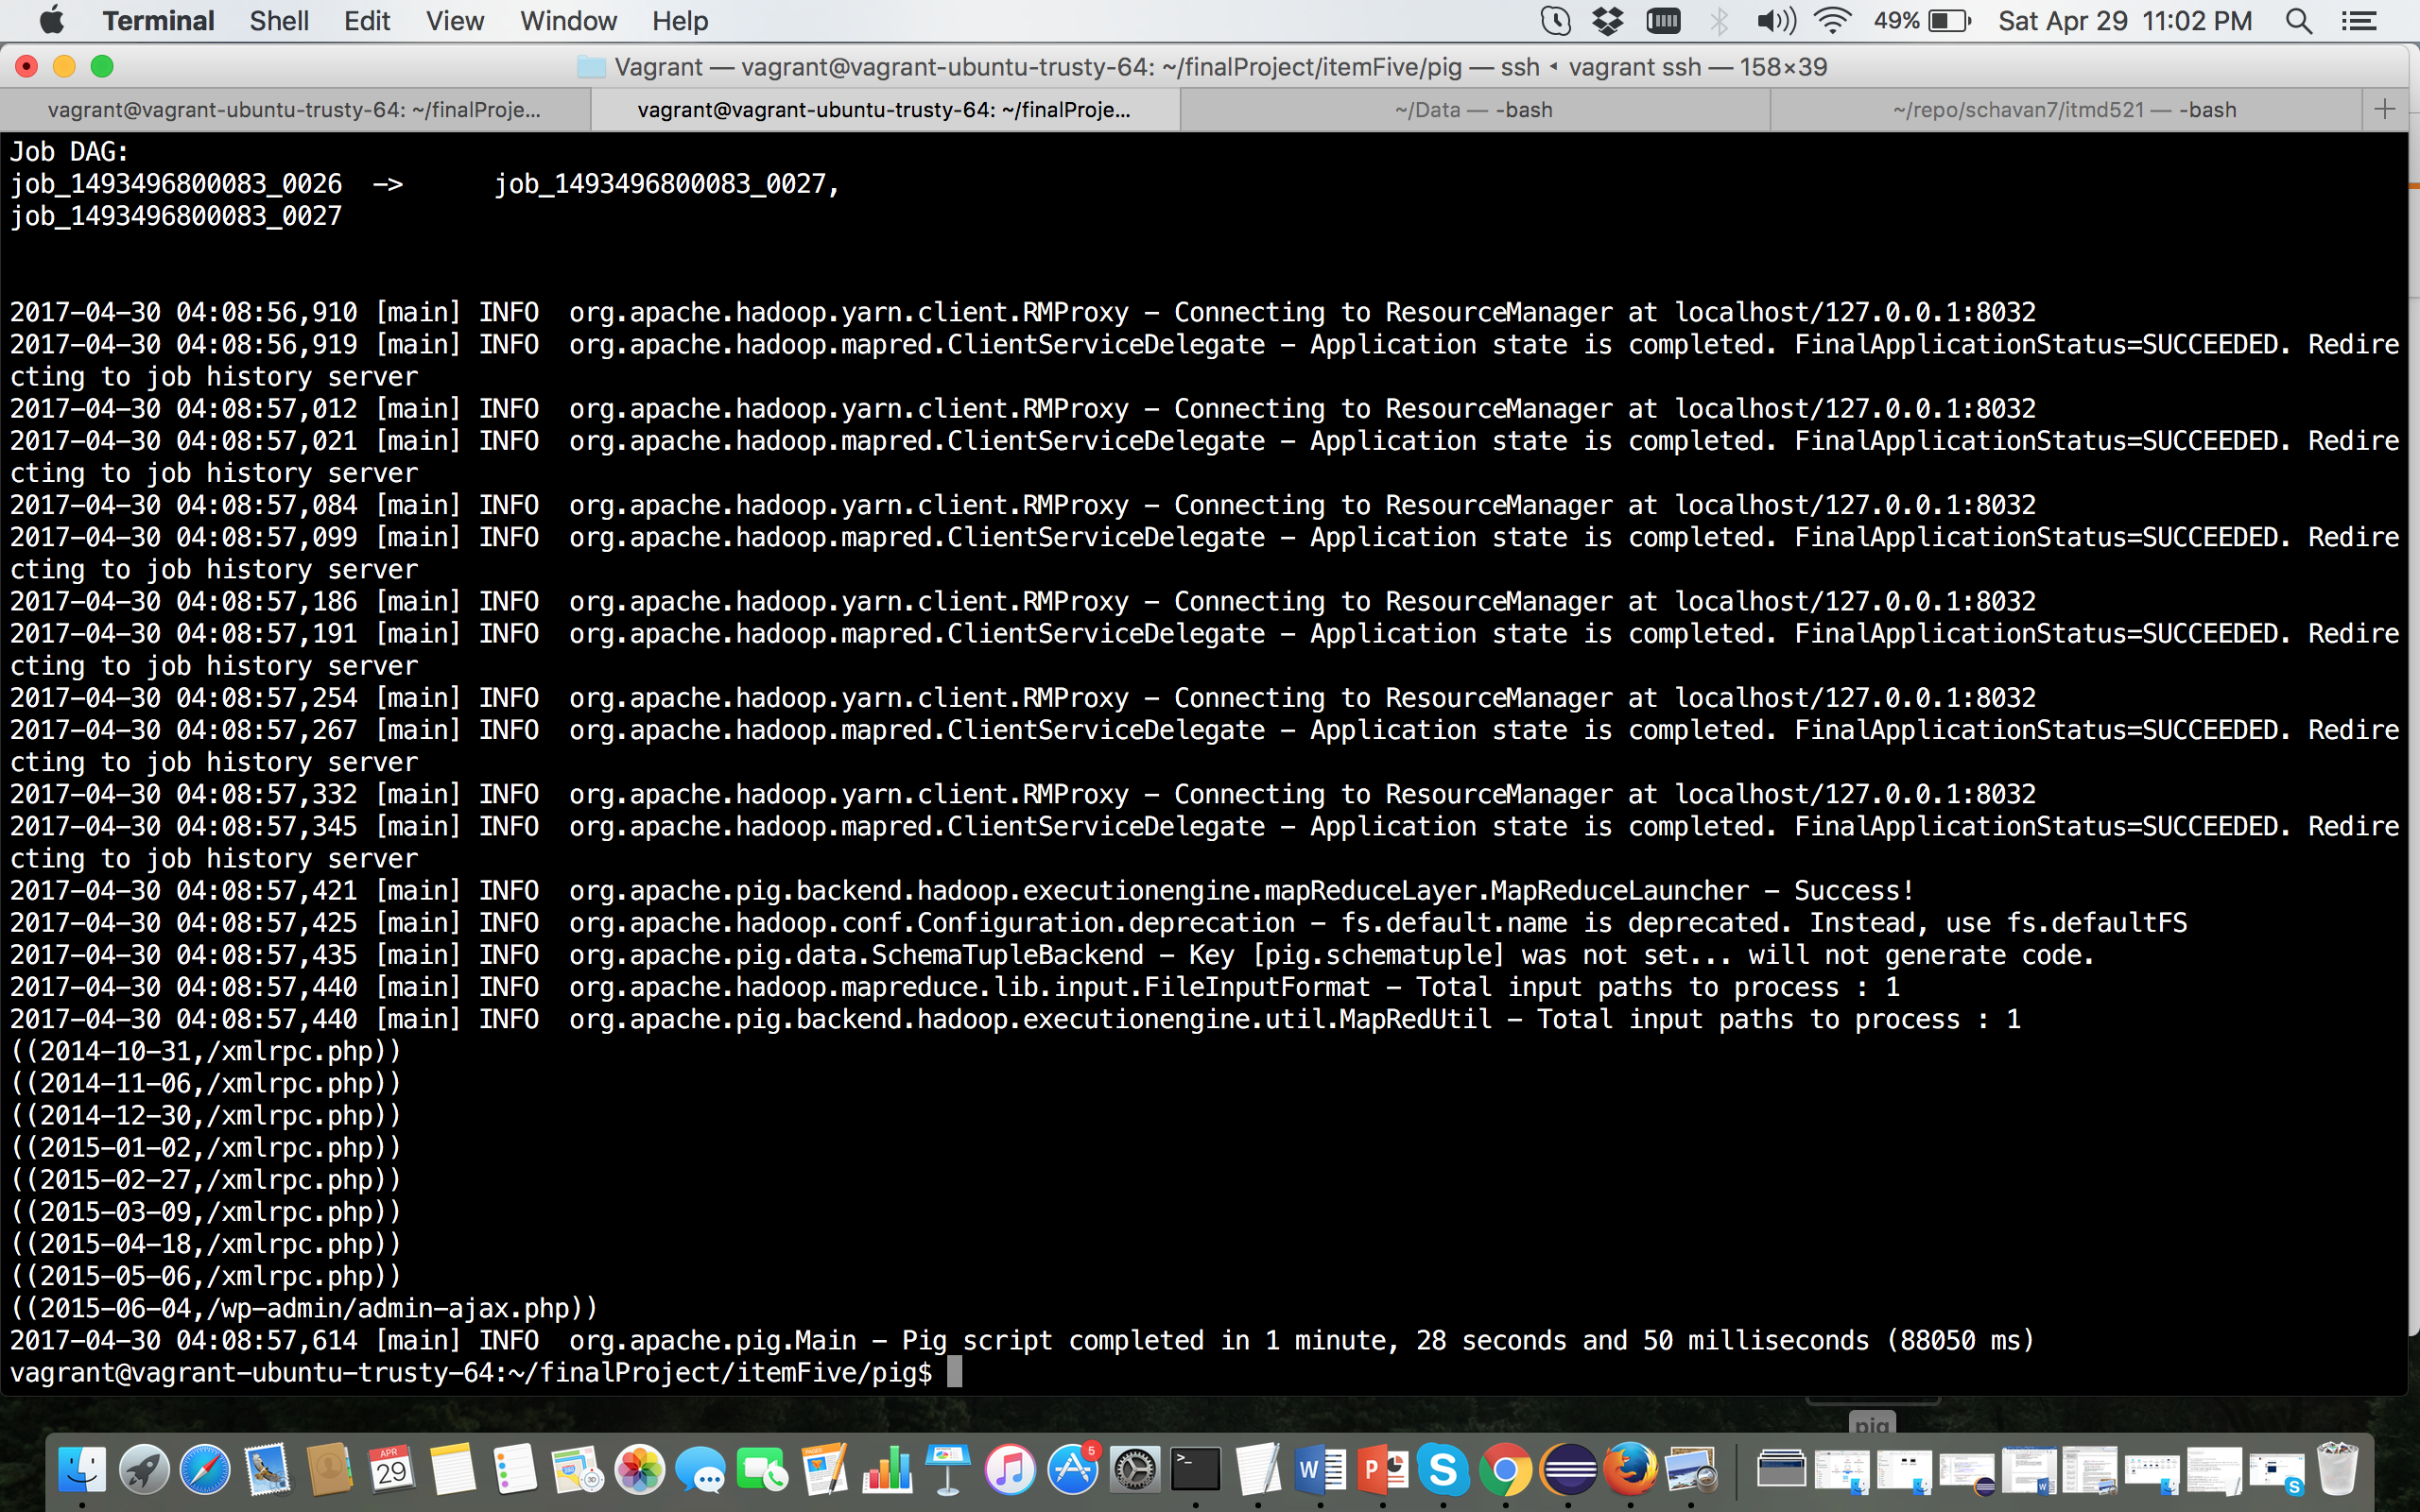 Terminal Shell Edit View Window Help 49% Sat Apr 29 11:02 PM
Vagrant — vagrant@vagrant-ubuntu-trusty-64: ~/finalProject/itemFive/pig — ssh ◂ vagrant ssh — 158×39
vagrant@vagrant-ubuntu-trusty-64: ~/finalProje... vagrant@vagrant-ubuntu-trusty-64: ~/finalProje... ~/Data — -bash ~/repo/schavan7/itmd521 — -bash +
Job DAG:
job_1493496800083_0026 -> job_1493496800083_0027,
job_1493496800083_0027
2017-04-30 04:08:56,910 [main] INFO org.apache.hadoop.yarn.client.RMProxy - Connecting to ResourceManager at localhost/127.0.0.1:8032
2017-04-30 04:08:56,919 [main] INFO org.apache.hadoop.mapred.ClientServiceDelegate - Application state is completed. FinalApplicationStatus=SUCCEEDED. Redire
cting to job history server
2017-04-30 04:08:57,012 [main] INFO org.apache.hadoop.yarn.client.RMProxy - Connecting to ResourceManager at localhost/127.0.0.1:8032
2017-04-30 04:08:57,021 [main] INFO org.apache.hadoop.mapred.ClientServiceDelegate - Application state is completed. FinalApplicationStatus=SUCCEEDED. Redire
cting to job history server
2017-04-30 04:08:57,084 [main] INFO org.apache.hadoop.yarn.client.RMProxy - Connecting to ResourceManager at localhost/127.0.0.1:8032
2017-04-30 04:08:57,099 [main] INFO org.apache.hadoop.mapred.ClientServiceDelegate - Application state is completed. FinalApplicationStatus=SUCCEEDED. Redire
cting to job history server
2017-04-30 04:08:57,186 [main] INFO org.apache.hadoop.yarn.client.RMProxy - Connecting to ResourceManager at localhost/127.0.0.1:8032
2017-04-30 04:08:57,191 [main] INFO org.apache.hadoop.mapred.ClientServiceDelegate - Application state is completed. FinalApplicationStatus=SUCCEEDED. Redire
cting to job history server
2017-04-30 04:08:57,254 [main] INFO org.apache.hadoop.yarn.client.RMProxy - Connecting to ResourceManager at localhost/127.0.0.1:8032
2017-04-30 04:08:57,267 [main] INFO org.apache.hadoop.mapred.ClientServiceDelegate - Application state is completed. FinalApplicationStatus=SUCCEEDED. Redire
cting to job history server
2017-04-30 04:08:57,332 [main] INFO org.apache.hadoop.yarn.client.RMProxy - Connecting to ResourceManager at localhost/127.0.0.1:8032
2017-04-30 04:08:57,345 [main] INFO org.apache.hadoop.mapred.ClientServiceDelegate - Application state is completed. FinalApplicationStatus=SUCCEEDED. Redire
cting to job history server
2017-04-30 04:08:57,421 [main] INFO org.apache.pig.backend.hadoop.executionengine.mapReduceLayer.MapReduceLauncher - Success!
2017-04-30 04:08:57,425 [main] INFO org.apache.hadoop.conf.Configuration.deprecation - fs.default.name is deprecated. Instead, use fs.defaultFS
2017-04-30 04:08:57,435 [main] INFO org.apache.pig.data.SchemaTupleBackend - Key [pig.schematuple] was not set... will not generate code.
2017-04-30 04:08:57,440 [main] INFO org.apache.hadoop.mapreduce.lib.input.FileInputFormat - Total input paths to process : 1
2017-04-30 04:08:57,440 [main] INFO org.apache.pig.backend.hadoop.executionengine.util.MapRedUtil - Total input paths to process : 1
((2014-10-31,/xmlrpc.php))
((2014-11-06,/xmlrpc.php))
((2014-12-30,/xmlrpc.php))
((2015-01-02,/xmlrpc.php))
((2015-02-27,/xmlrpc.php))
((2015-03-09,/xmlrpc.php))
((2015-04-18,/xmlrpc.php))
((2015-05-06,/xmlrpc.php))
((2015-06-04,/wp-admin/admin-ajax.php))
2017-04-30 04:08:57,614 [main] INFO org.apache.pig.Main - Pig script completed in 1 minute, 28 seconds and 50 milliseconds (88050 ms)
vagrant@vagrant-ubuntu-trusty-64:~/finalProject/itemFive/pig$
pig
APR
29
5